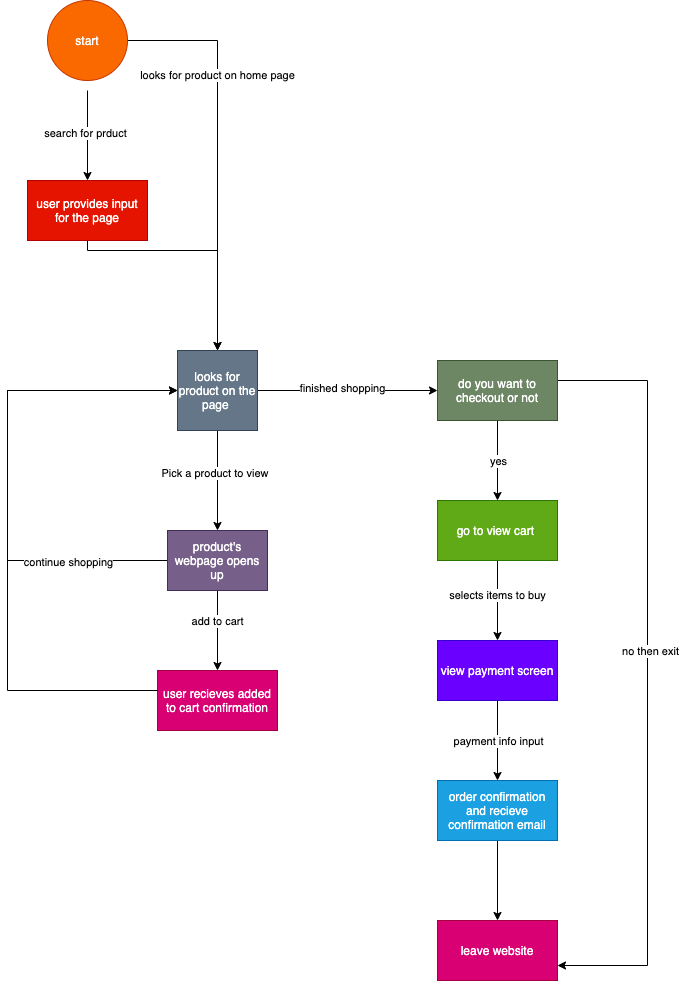 start
looks for product on home page
search for prduct
user provides input
for the page
looks for
product on the
page
finished shopping
do you want to
checkout or not
Pick a product to view
yes
product's
webpage opens
up
continue shopping
go to view cart
add to cart
selects items to buy
user recieves added
to cart confirmation
view payment screen
no then exit
payment info input
order confirmation
and recieve
confirmation email
leave website